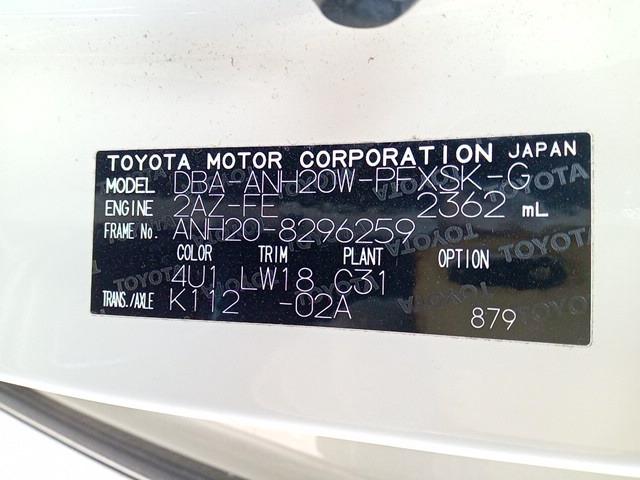 TOYOTA MOTOR CORPORATION JAPAN
MODEL DBA-ANH20W-PFXSK-G
ENGINE 2AZ-FE 2362 mL
FRAME No. ANH20-8296259
COLOR TRIM PLANT OPTION
4U1 LW18 C31
TRANS./AXLE K112 -02A
879